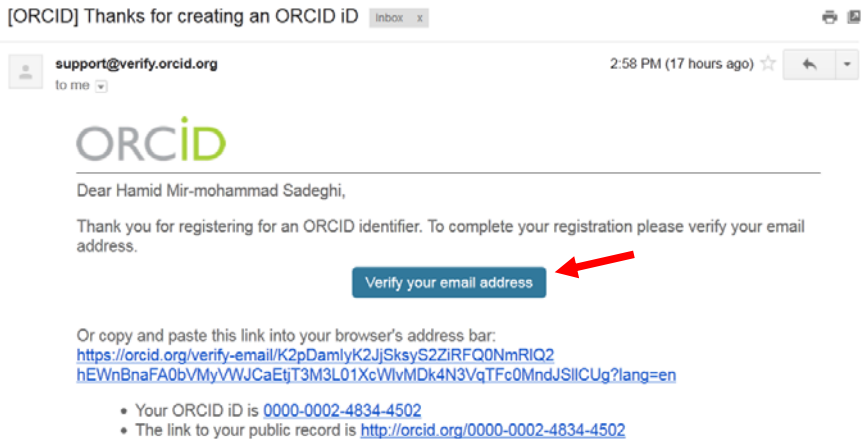 [ORCID] Thanks for creating an ORCID iD Inbox x
support@verify.orcid.org 2:58 PM (17 hours ago)
to me
ORCiD
Dear Hamid Mir-mohammad Sadeghi,
Thank you for registering for an ORCID identifier. To complete your registration please verify your email
address.
Verify your email address
Or copy and paste this link into your browser's address bar:
https://orcid.org/verify-email/K2pDamlyK2JjSksyS2ZiRFQ0NmRlQ2
hEWnBnaFA0bVMyVWJCaEtjT3M3L01XcWlvMDk4N3VqTFc0MndJSllCUg?lang=en
• Your ORCID iD is 0000-0002-4834-4502
• The link to your public record is http://orcid.org/0000-0002-4834-4502